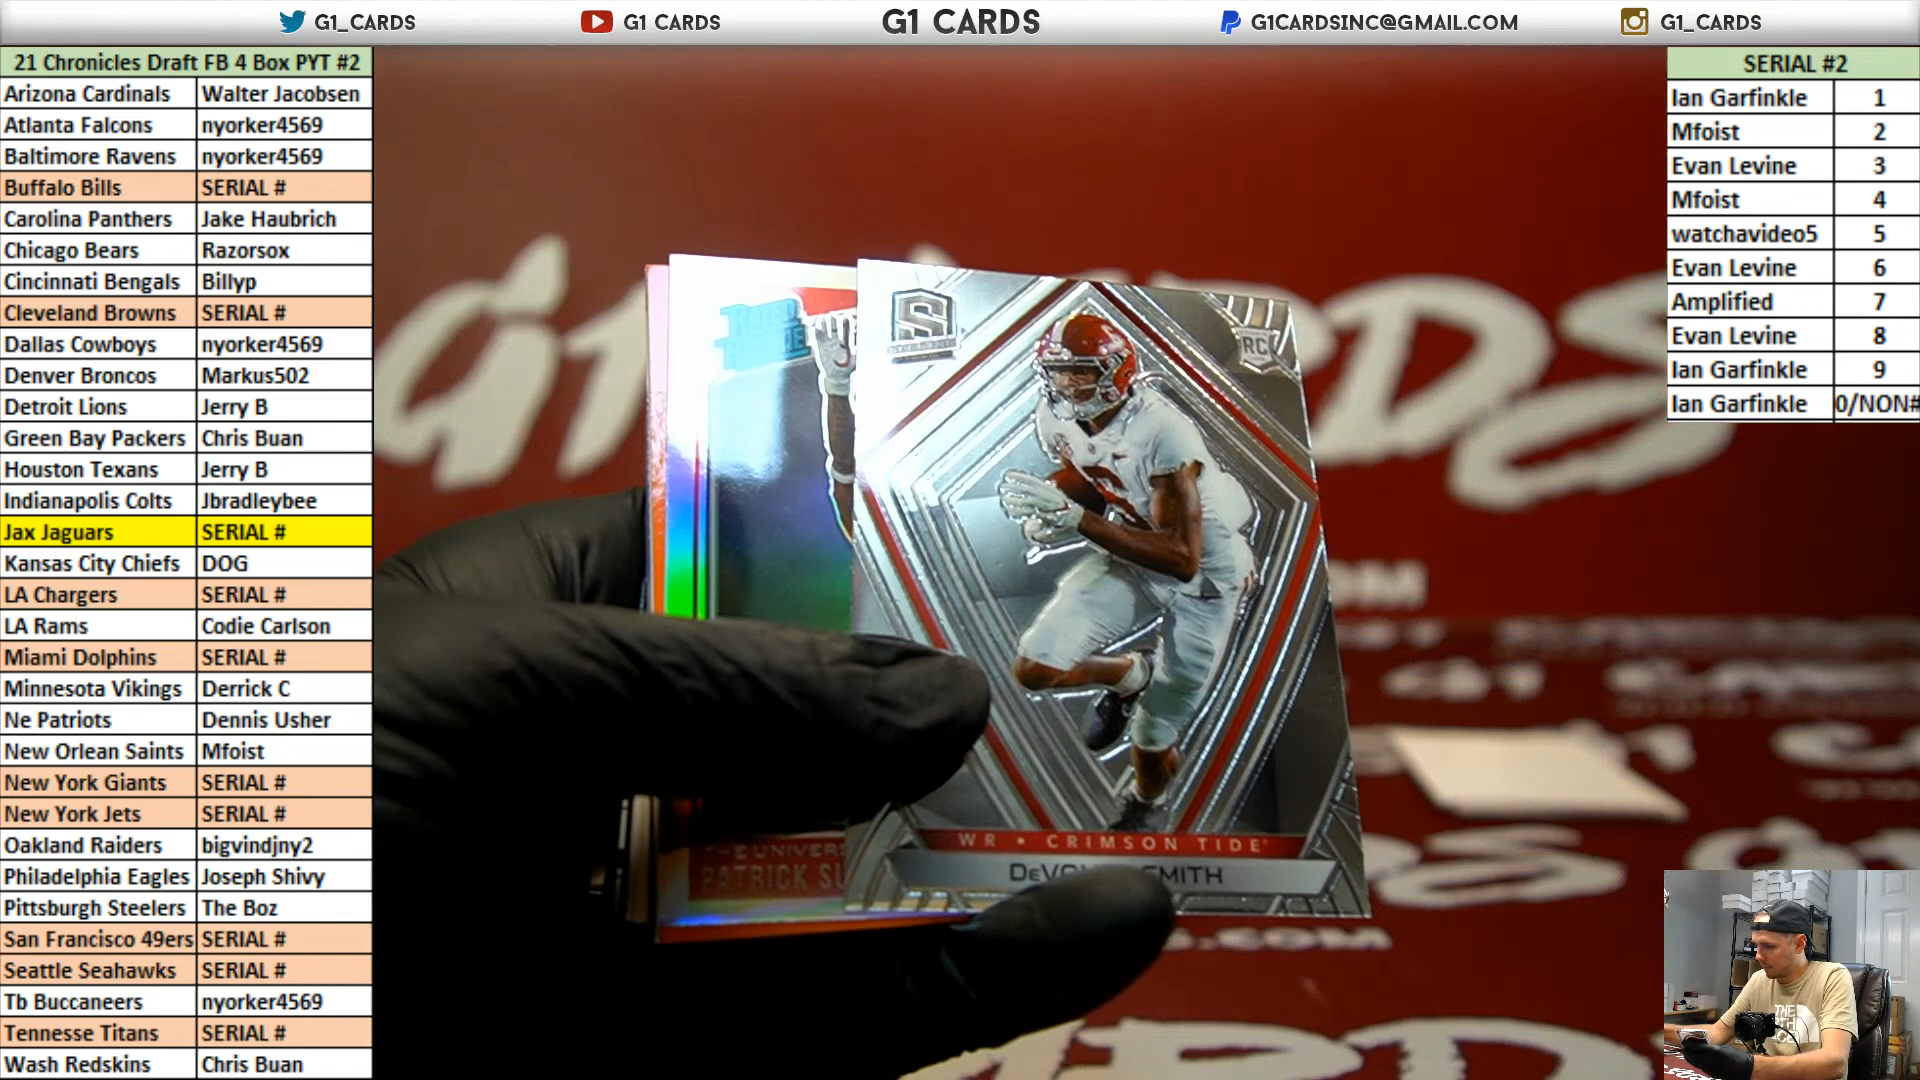 G1_CARDS
G1 CARDS
G1 CARDS
G1CARDSINC@GMAIL.COM
G1_CARDS
21 Chronicles Draft FB 4 Box PYT #2
Arizona Cardinals Walter Jacobsen
Atlanta Falcons nyorker4569
Baltimore Ravens nyorker4569
Buffalo Bills SERIAL #
Carolina Panthers Jake Haubrich
Chicago Bears Razorsox
Cincinnati Bengals Billyp
Cleveland Browns SERIAL #
Dallas Cowboys nyorker4569
Denver Broncos Markus502
Detroit Lions Jerry B
Green Bay Packers Chris Buan
Houston Texans Jerry B
Indianapolis Colts Jbradleybee
Jax Jaguars SERIAL #
Kansas City Chiefs DOG
LA Chargers SERIAL #
LA Rams Codie Carlson
Miami Dolphins SERIAL #
Minnesota Vikings Derrick C
Ne Patriots Dennis Usher
New Orlean Saints Mfoist
New York Giants SERIAL #
New York Jets SERIAL #
Oakland Raiders bigvindjny2
Philadelphia Eagles Joseph Shivy
Pittsburgh Steelers The Boz
San Francisco 49ers SERIAL #
Seattle Seahawks SERIAL #
Tb Buccaneers nyorker4569
Tennesse Titans SERIAL #
Wash Redskins Chris Buan
SERIAL #2
Ian Garfinkle 1
Mfoist 2
Evan Levine 3
Mfoist 4
watchavideo5 5
Evan Levine 6
Amplified 7
Evan Levine 8
Ian Garfinkle 9
Ian Garfinkle 0/NON#
RATED
S
RC
WR • CRIMSON TIDE
SMITH
THE UNIVERS
PATRICK SU
THE